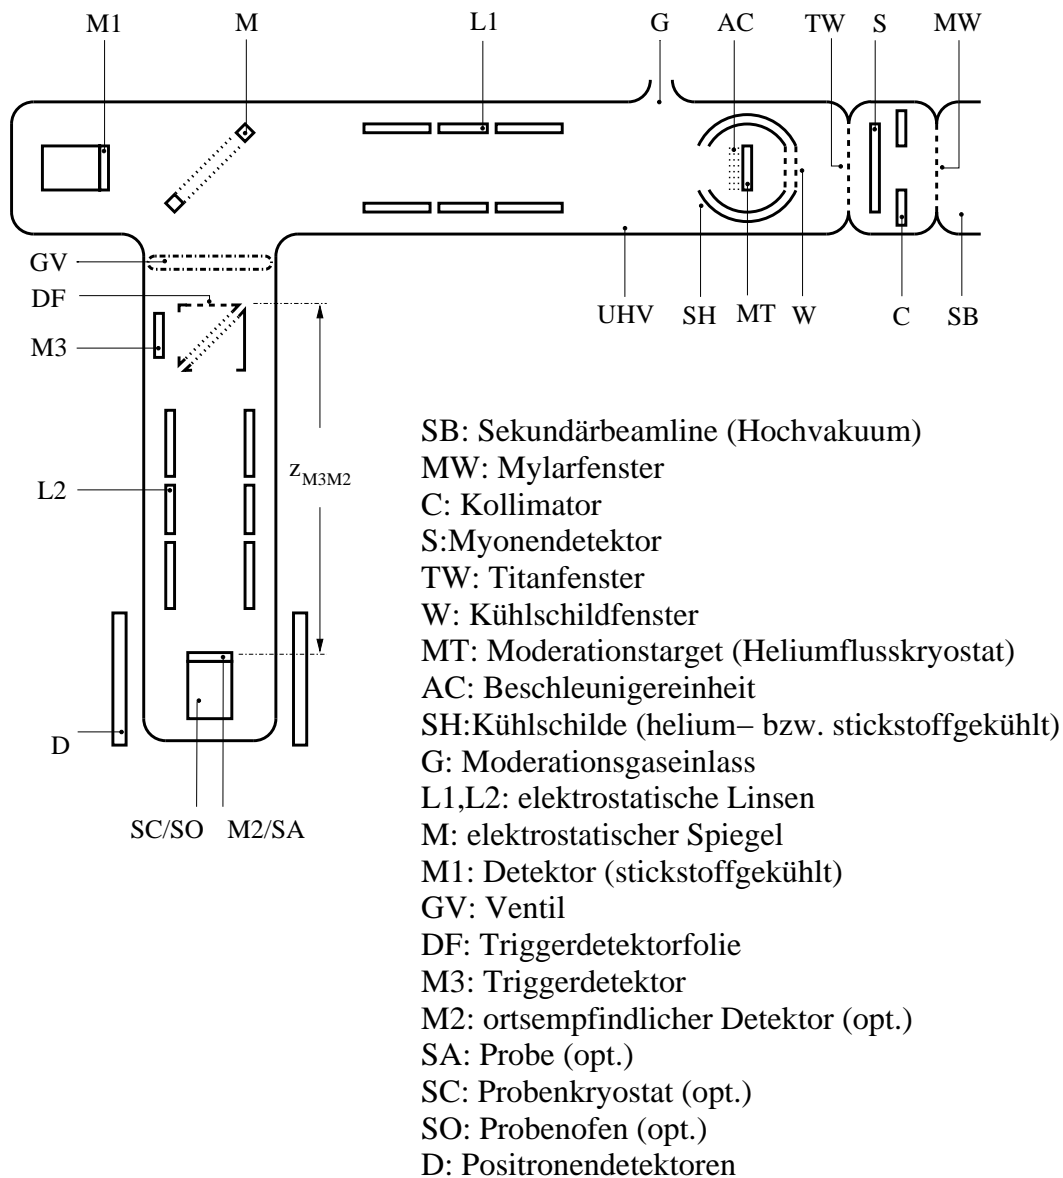 M1 M L1 G AC TW S MW
GV
DF
M3
UHV SH MT W C SB
z_M3M2
L2
D
SC/SO M2/SA
SB: Sekundärbeamline (Hochvakuum)
MW: Mylarfenster
C: Kollimator
S:Myonendetektor
TW: Titanfenster
W: Kühlschildfenster
MT: Moderationstarget (Heliumflusskryostat)
AC: Beschleunigereinheit
SH:Kühlschilde (helium− bzw. stickstoffgekühlt)
G: Moderationsgaseinlass
L1,L2: elektrostatische Linsen
M: elektrostatischer Spiegel
M1: Detektor (stickstoffgekühlt)
GV: Ventil
DF: Triggerdetektorfolie
M3: Triggerdetektor
M2: ortsempfindlicher Detektor (opt.)
SA: Probe (opt.)
SC: Probenkryostat (opt.)
SO: Probenofen (opt.)
D: Positronendetektoren